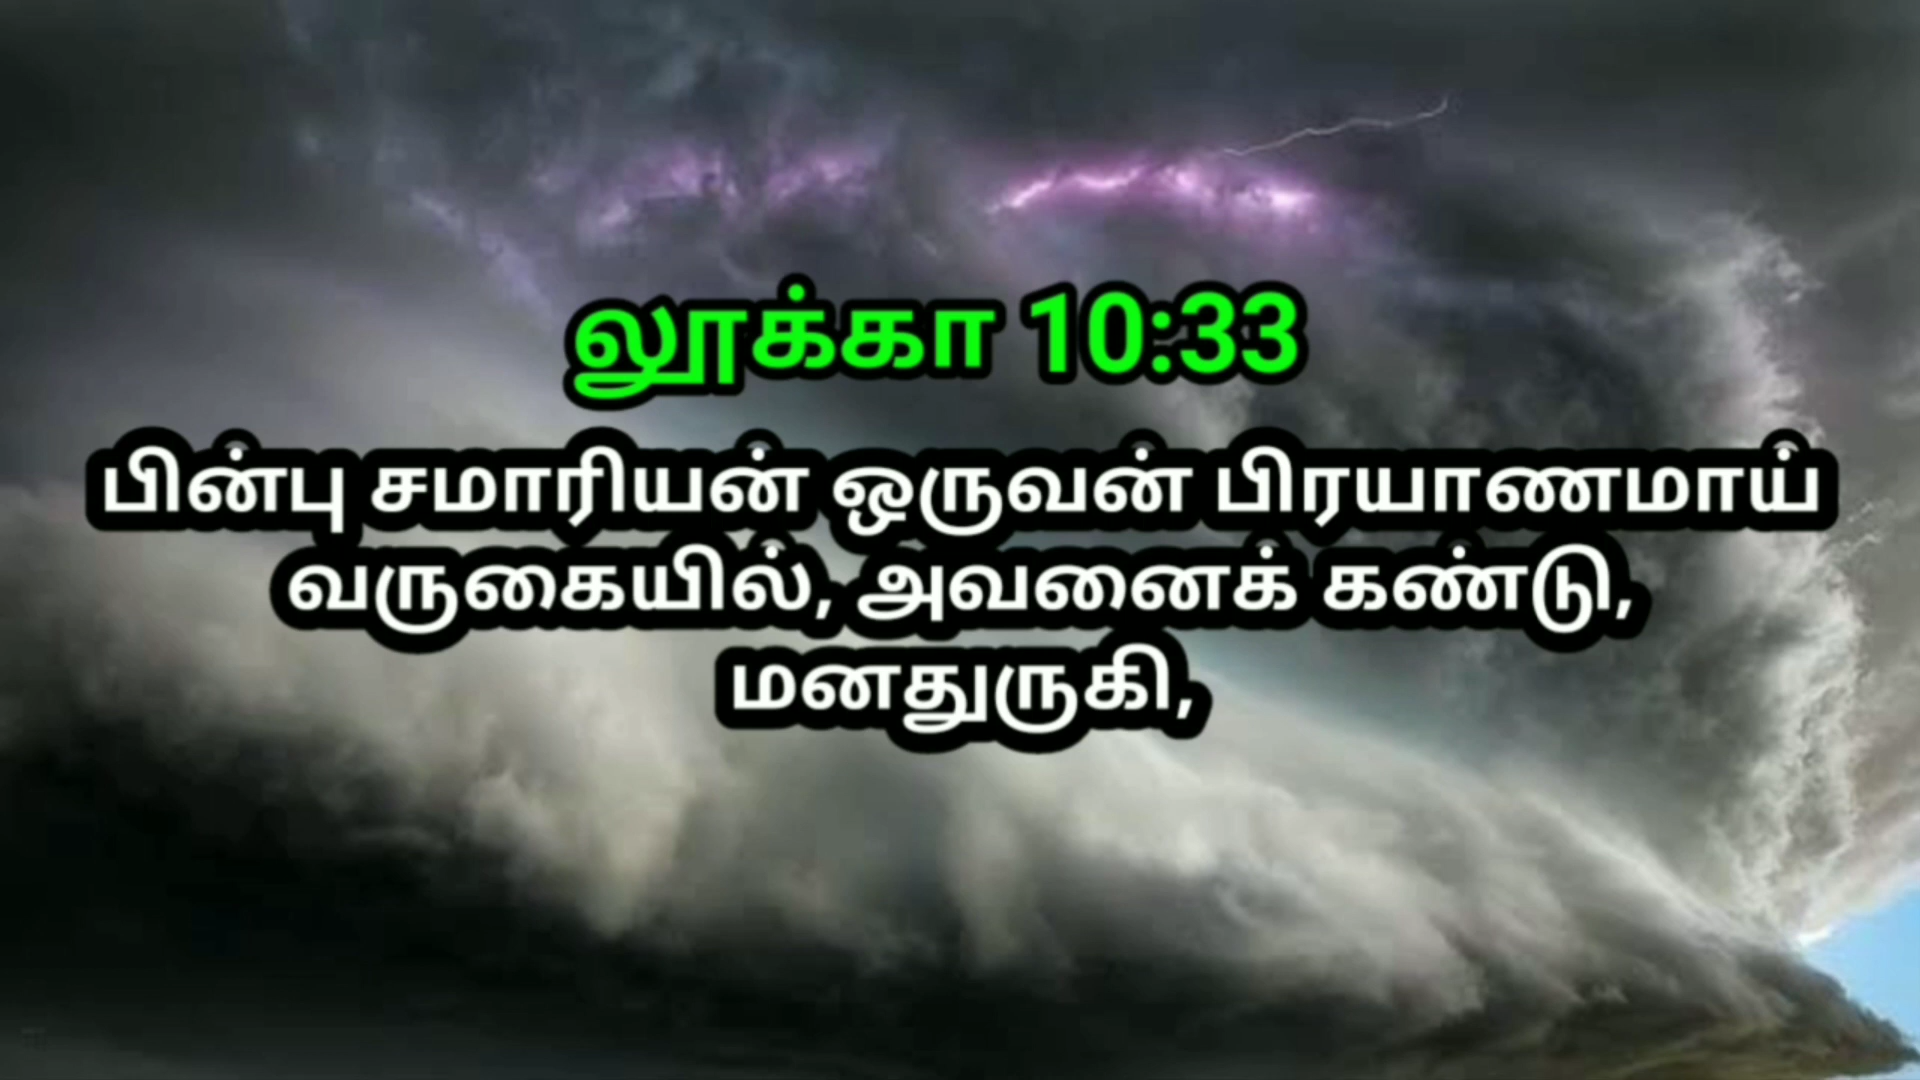 லூக்கா 10:33
பின்பு சமாரியன் ஒருவன் பிரயாணமாய்
வருகையில், அவனைக் கண்டு,
மனதுருகி,